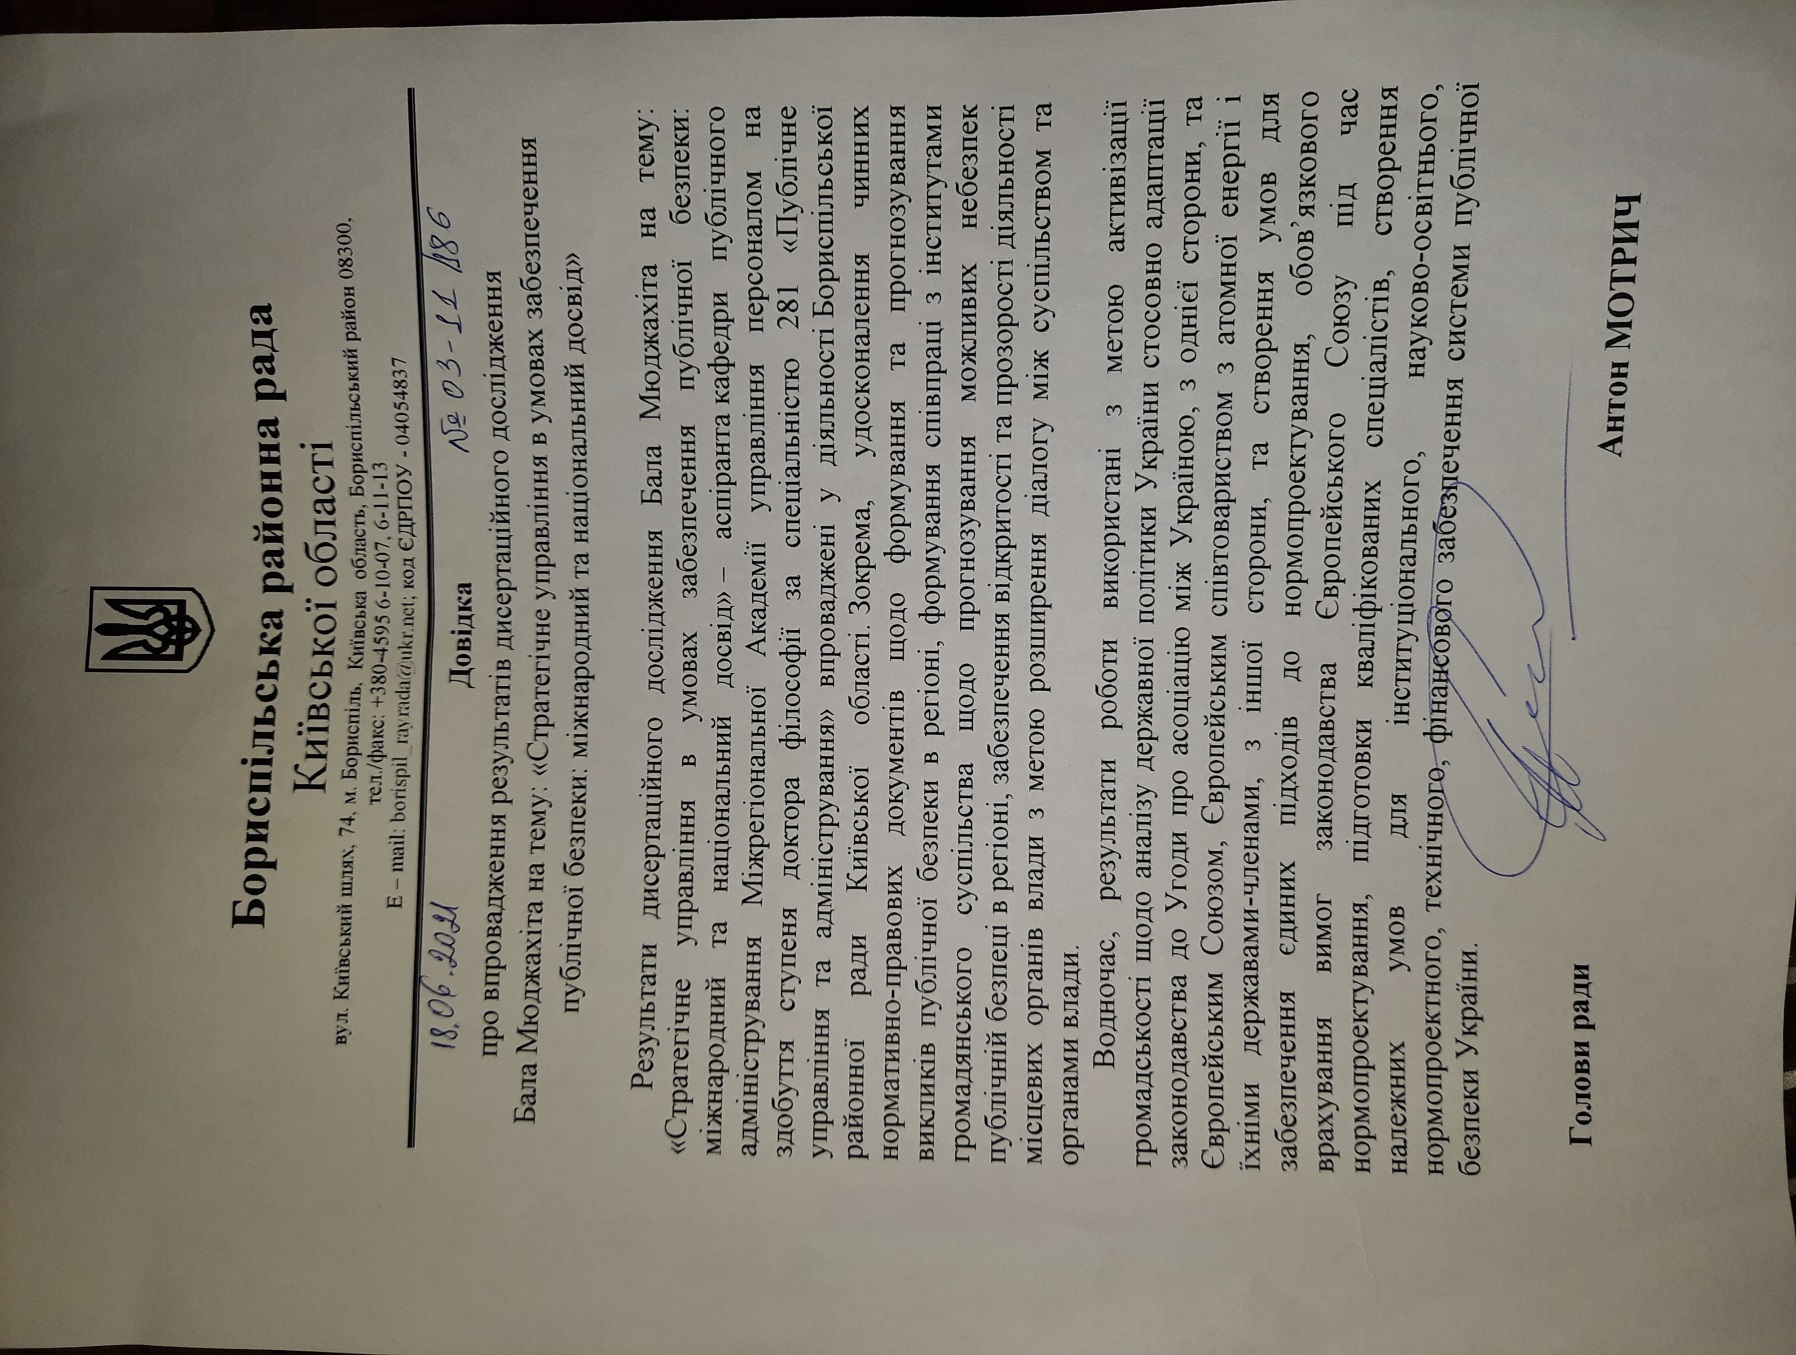 Бориспільська районна рада
Київської області
вул. Київський шлях, 74, м. Бориспіль, Київська область, Бориспільський район 08300,
тел./факс: +380-4595 6-10-07, 6-11-13
E – mail: borispil_rayrada@ukr.net; код ЄДРПОУ - 04054837
18.06.2021 № 03-11 186
Довідка
про впровадження результатів дисертаційного дослідження
Бала Мюджахіта на тему: «Стратегічне управління в умовах забезпечення
публічної безпеки: міжнародний та національний досвід»
Результати дисертаційного дослідження Бала Мюджахіта на тему:
«Стратегічне управління в умовах забезпечення публічної безпеки:
міжнародний та національний досвід» – аспіранта кафедри публічного
адміністрування Міжрегіональної Академії управління персоналом на
здобуття ступеня доктора філософії за спеціальністю 281 «Публічне
управління та адміністрування» впроваджені у діяльності Бориспільської
районної ради Київської області. Зокрема, удосконалення чинних
нормативно-правових документів щодо формування та прогнозування
викликів публічної безпеки в регіоні, формування співпраці з інститутами
громадянського суспільства щодо прогнозування можливих небезпек
публічній безпеці в регіоні, забезпечення відкритості та прозорості діяльності
місцевих органів влади з метою розширення діалогу між суспільством та
органами влади.
Водночас, результати роботи використані з метою активізації
громадськості щодо аналізу державної політики України стосовно адаптації
законодавства до Угоди про асоціацію між Україною, з однієї сторони, та
Європейським Союзом, Європейським співтовариством з атомної енергії і
їхніми державами-членами, з іншої сторони, та створення умов для
забезпечення єдиних підходів до нормопроектування, обов’язкового
врахування вимог законодавства Європейського Союзу під час
нормопроектування, підготовки кваліфікованих спеціалістів, створення
належних умов для інституціонального, науково-освітнього,
нормопроектного, технічного, фінансового забезпечення системи публічної
безпеки України.
Голови ради Антон МОТРИЧ